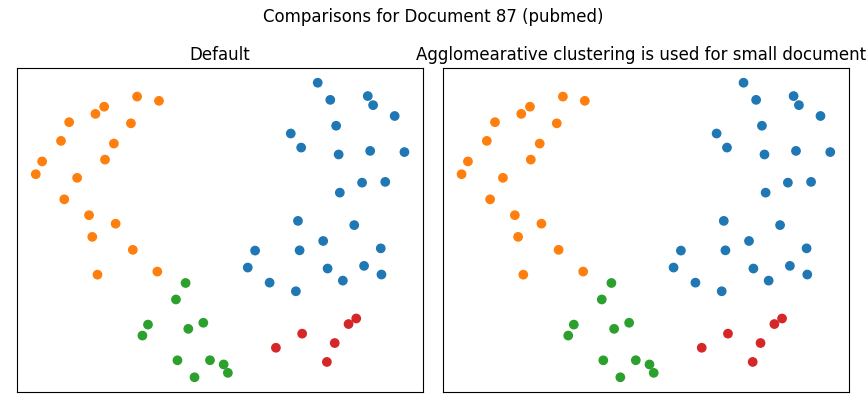 Comparisons for Document 87 (pubmed)
Default
Agglomearative clustering is used for small document